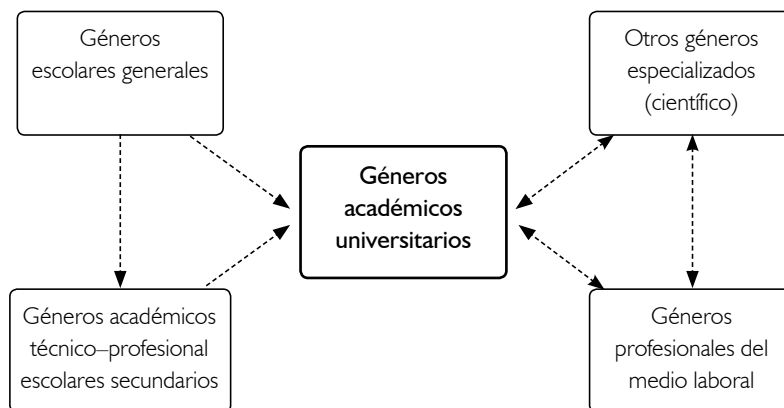 Géneros
escolares generales
Otros géneros
especializados
(científico)
Géneros
académicos
universitarios
Géneros académicos
técnico–profesional
escolares secundarios
Géneros
profesionales del
medio laboral